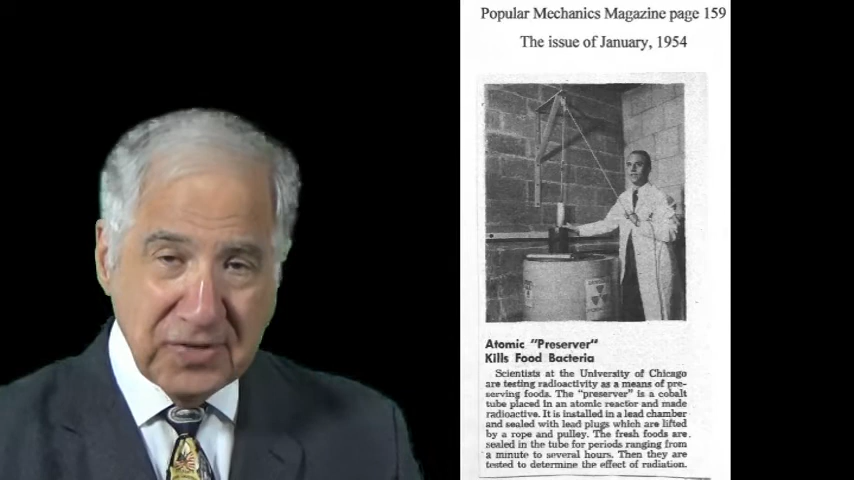 Popular Mechanics Magazine page 159
The issue of January, 1954
Atomic "Preserver"
Kills Food Bacteria
Scientists at the University of Chicago
are testing radioactivity as a means of pre-
serving foods. The "preserver" is a cobalt
tube placed in an atomic reactor and made
radioactive. It is installed in a lead chamber
and sealed with lead plugs which are lifted
by a rope and pulley. The fresh foods are
sealed in the tube for periods ranging from
a minute to several hours. Then they are
tested to determine the effect of radiation.